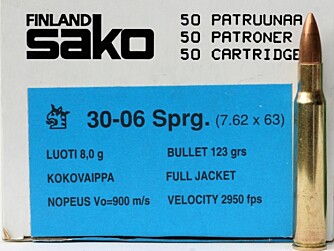 FINLAND
sako
50 PATRUUNAA
50 PATRONER
50 CARTRIDGE
30-06 Sprg. (7.62 x 63)
LUOTI 8,0 g BULLET 123 grs
KOKOVAIPPA FULL JACKET
NOPEUS Vo=900 m/s VELOCITY 2950 fps